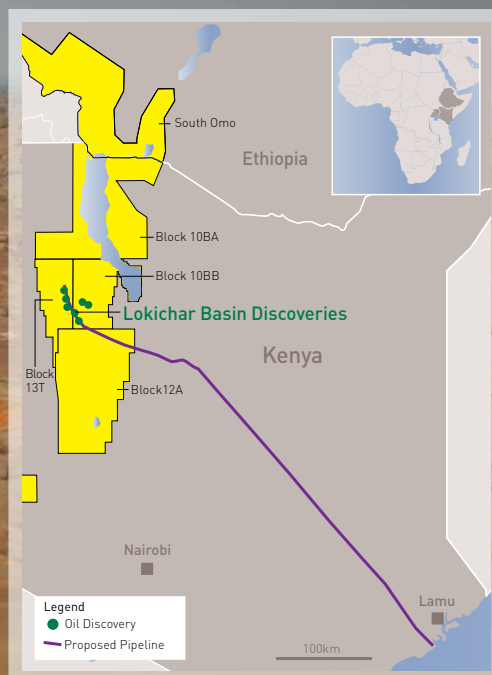 South Omo
Ethiopia
Block 10BA
Block 10BB
Lokichar Basin Discoveries
Kenya
Block
13T
Block12A
Nairobi
Lamu
Legend
Oil Discovery
Proposed Pipeline
100km